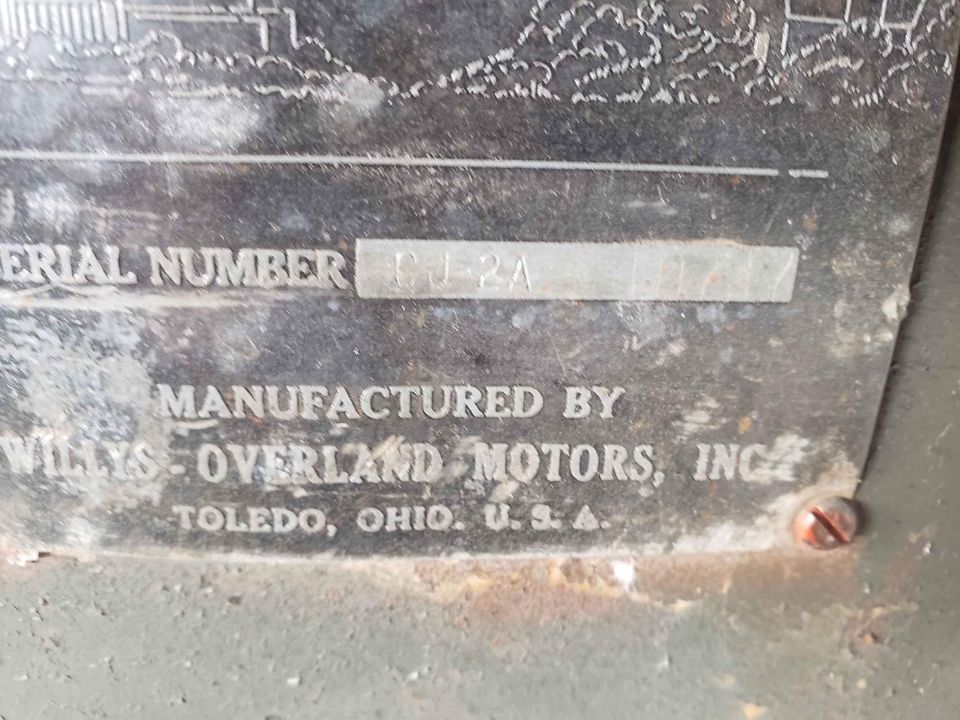 ERIAL NUMBER CJ-2A
MANUFACTURED BY
WILLYS-OVERLAND MOTORS, INC.
TOLEDO, OHIO. U. S. A.